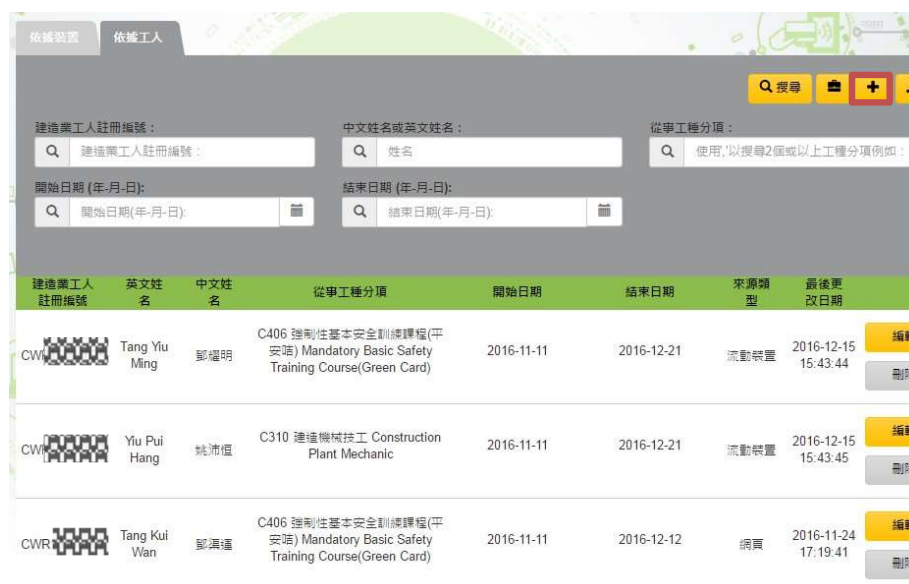 依據裝置 依據工人
搜尋
建造業工人註冊編號： 中文姓名或英文姓名： 從事工種分項：
建造業工人註冊編號： 姓名 使用','以搜尋2個或以上工種分項例如：
開始日期 (年-月-日): 結束日期 (年-月-日):
開始日期(年-月-日): 結束日期(年-月-日):
建造業工人 英文姓 中文姓 從事工種分項 開始日期 結束日期 來源類 最後更
註冊編號 名 名 型 改日期
C406 強制性基本安全訓練課程(平
CW Tang Yiu 鄧耀明 安咭) Mandatory Basic Safety 2016-11-11 2016-12-21 流動裝置 2016-12-15
Ming Training Course(Green Card) 15:43:44
C310 建造機械技工 Construction
CW Yiu Pui 姚沛恒 Plant Mechanic 2016-11-11 2016-12-21 流動裝置 2016-12-15
Hang 15:43:45
C406 強制性基本安全訓練課程(平
CWR Tang Kui 安咭) Mandatory Basic Safety 2016-11-11 2016-12-12 網頁 2016-11-24
Wan Training Course(Green Card) 17:19:41